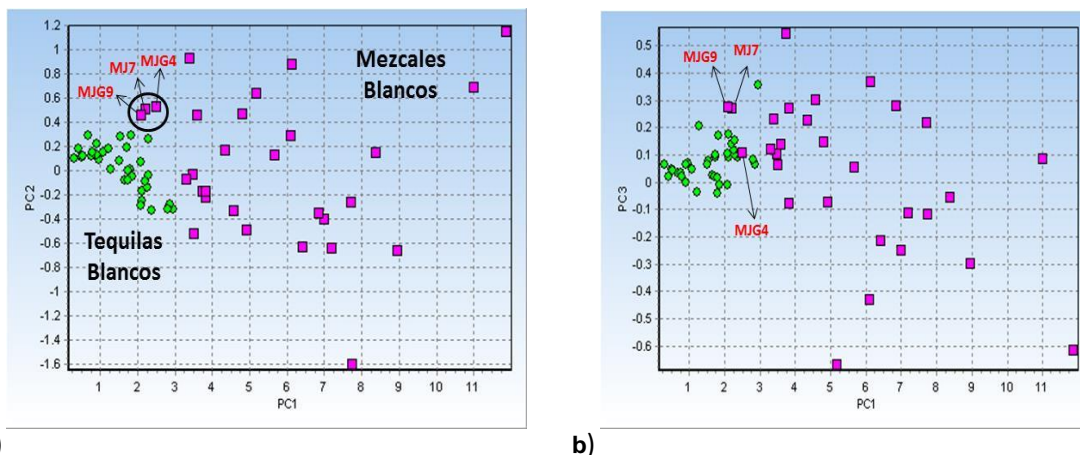 1.2
1
0.8
0.6
0.4
0.2
0
-0.2
-0.4
-0.6
-0.8
-1
-1.2
-1.4
-1.6
PC2
1 2 3 4 5 6 7 8 9 10 11
PC1
MJG9
MJ7
MJG4
Mezcales
Blancos
Tequilas
Blancos
)
0.5
0.4
0.3
0.2
0.1
0
-0.1
-0.2
-0.3
-0.4
-0.5
-0.6
PC3
1 2 3 4 5 6 7 8 9 10 11
PC1
MJG9
MJ7
MJG4
b)